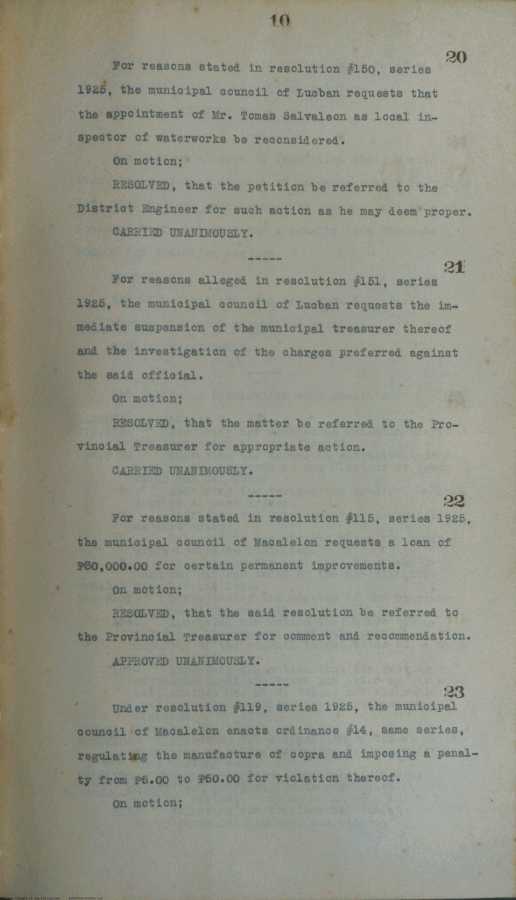 10
20
For reasons stated in resolution #150, series
1925, the municipal council of Lucban requests that
the appointment of Mr. Tomas Salvaleon as local in-
spector of waterworks be reconsidered.
On motion;
RESOLVED, that the petition be referred to the
District Engineer for such action as he may deem proper.
CARRIED UNANIMOUSLY.
-----
21
For reasons alleged in resolution #151, series
1925, the municipal council of Lucban requests the im-
mediate suspension of the municipal treasurer thereof
and the investigation of the charges preferred against
the said official.
On motion;
RESOLVED, that the matter be referred to the Pro-
vincial Treasurer for appropriate action.
CARRIED UNANIMOUSLY.
-----
22
For reasons stated in resolution #115, series 1925,
the municipal council of Macalelon requests a loan of
₱60,000.00 for certain permanent improvements.
On motion;
RESOLVED, that the said resolution be referred to
the Provincial Treasurer for comment and recommendation.
APPROVED UNANIMOUSLY.
-----
23
Under resolution #119, series 1925, the municipal
council of Macalelon enacts ordinance #14, same series,
regulating the manufacture of copra and imposing a penal-
ty from ₱5.00 to ₱50.00 for violation thereof.
On motion;